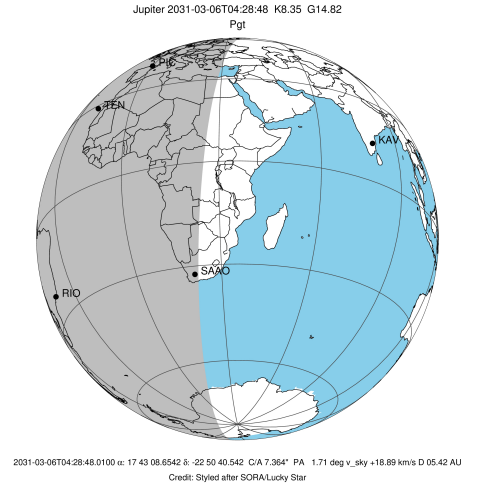 Jupiter 2031-03-06T04:28:48  K8.35  G14.82
Pgt
PIC
TEN
KAV
SAAO
RIO
2031-03-06T04:28:48.0100 α: 17 43 08.6542 δ: -22 50 40.542  C/A 7.364"  PA   1.71 deg v_sky +18.89 km/s D 05.42 AU
Credit: Styled after SORA/Lucky Star